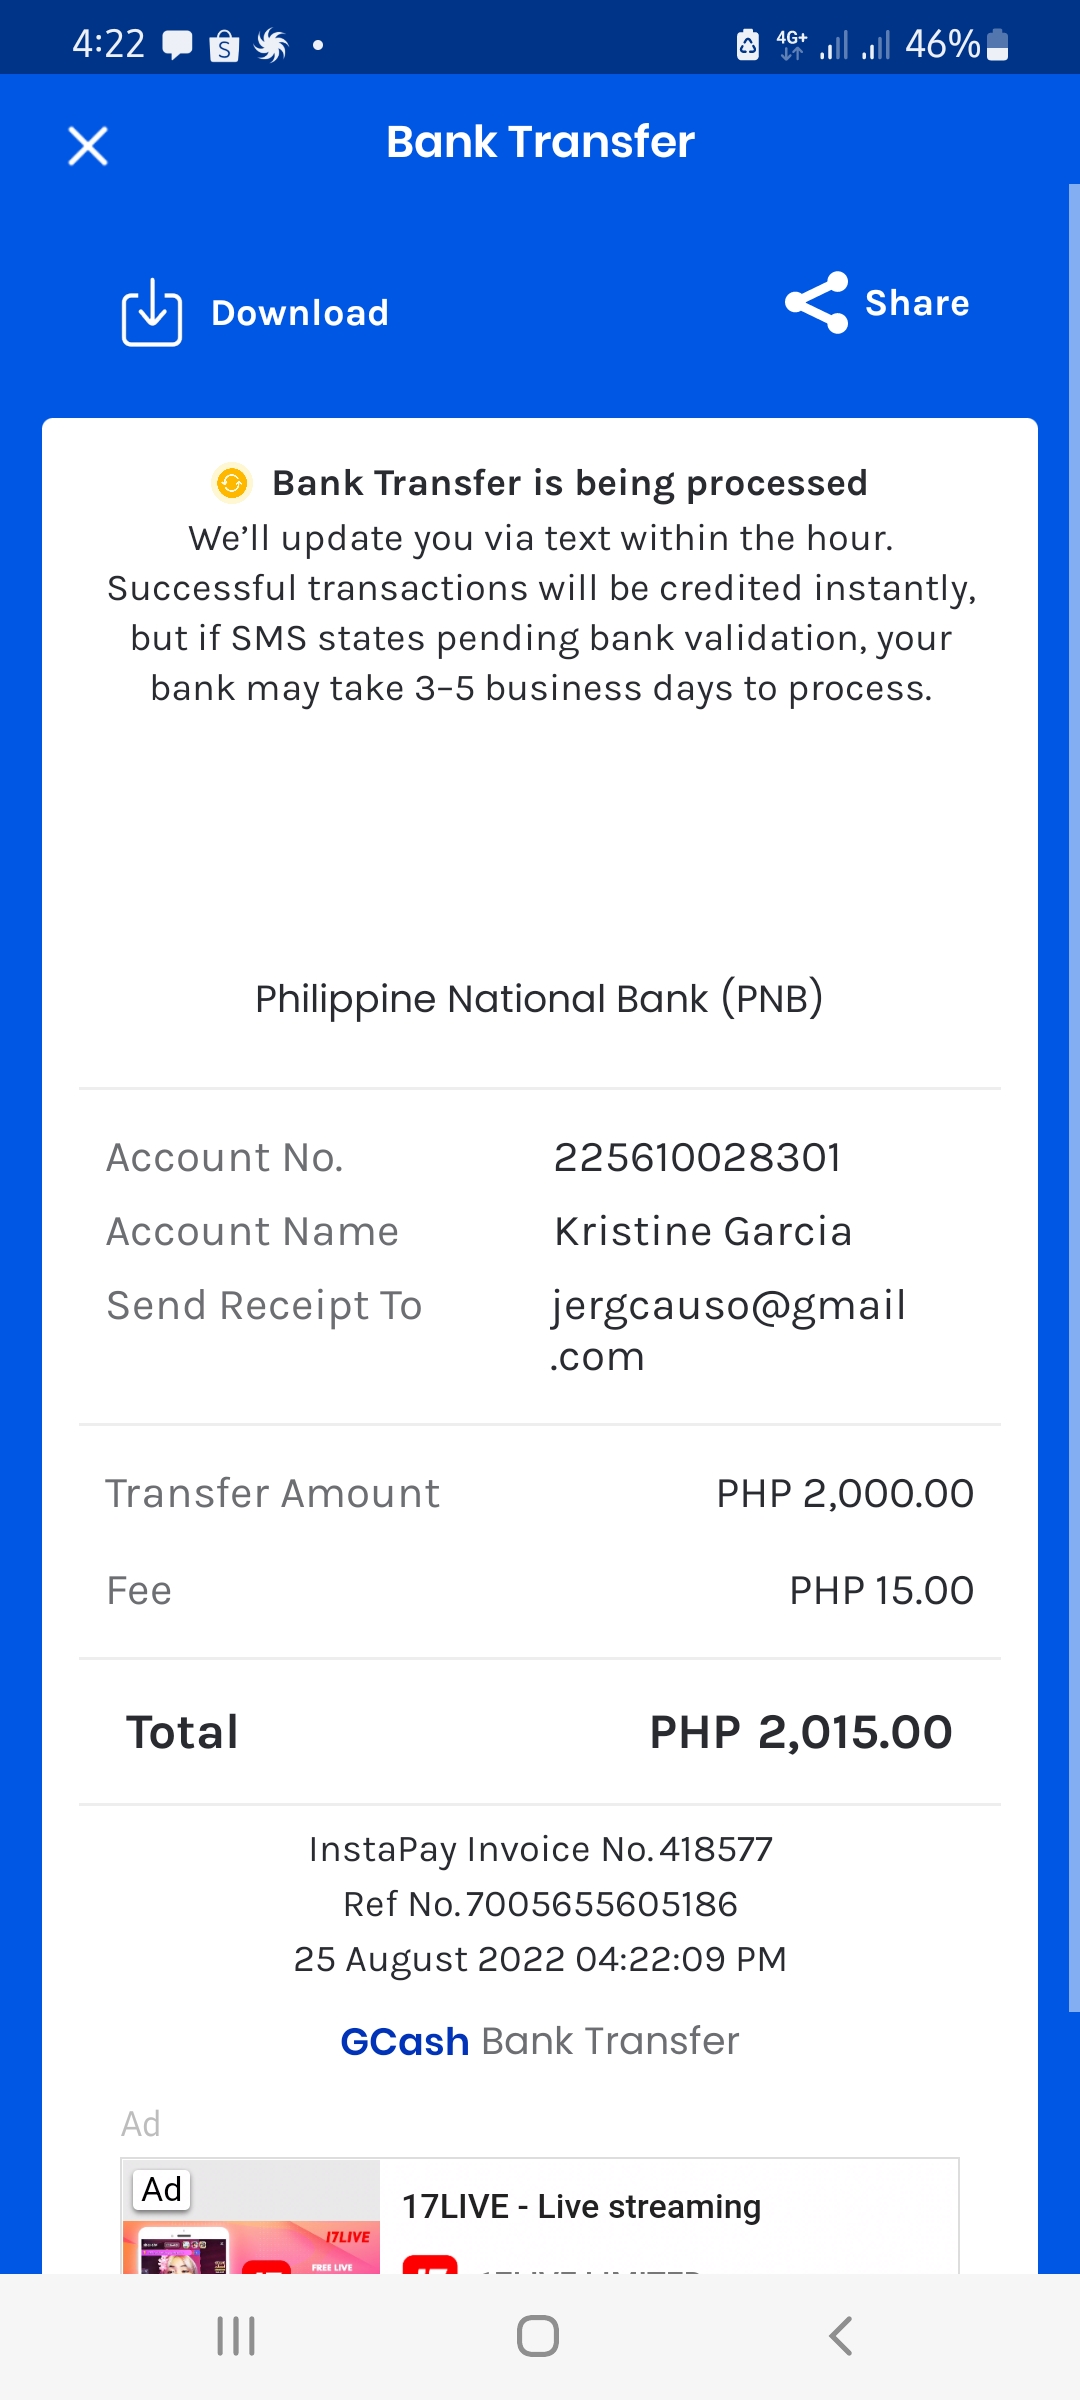 4:22
4G+
46%
Bank Transfer
Download
Share
Bank Transfer is being processed
We’ll update you via text within the hour.
Successful transactions will be credited instantly,
but if SMS states pending bank validation, your
bank may take 3–5 business days to process.
Philippine National Bank (PNB)
Account No. 225610028301
Account Name Kristine Garcia
Send Receipt To jergcauso@gmail
.com
Transfer Amount PHP 2,000.00
Fee PHP 15.00
Total PHP 2,015.00
InstaPay Invoice No. 418577
Ref No. 7005655605186
25 August 2022 04:22:09 PM
GCash Bank Transfer
Ad
Ad
17LIVE - Live streaming
17LIVE
FREE LIVE
17LIVE LIMITED